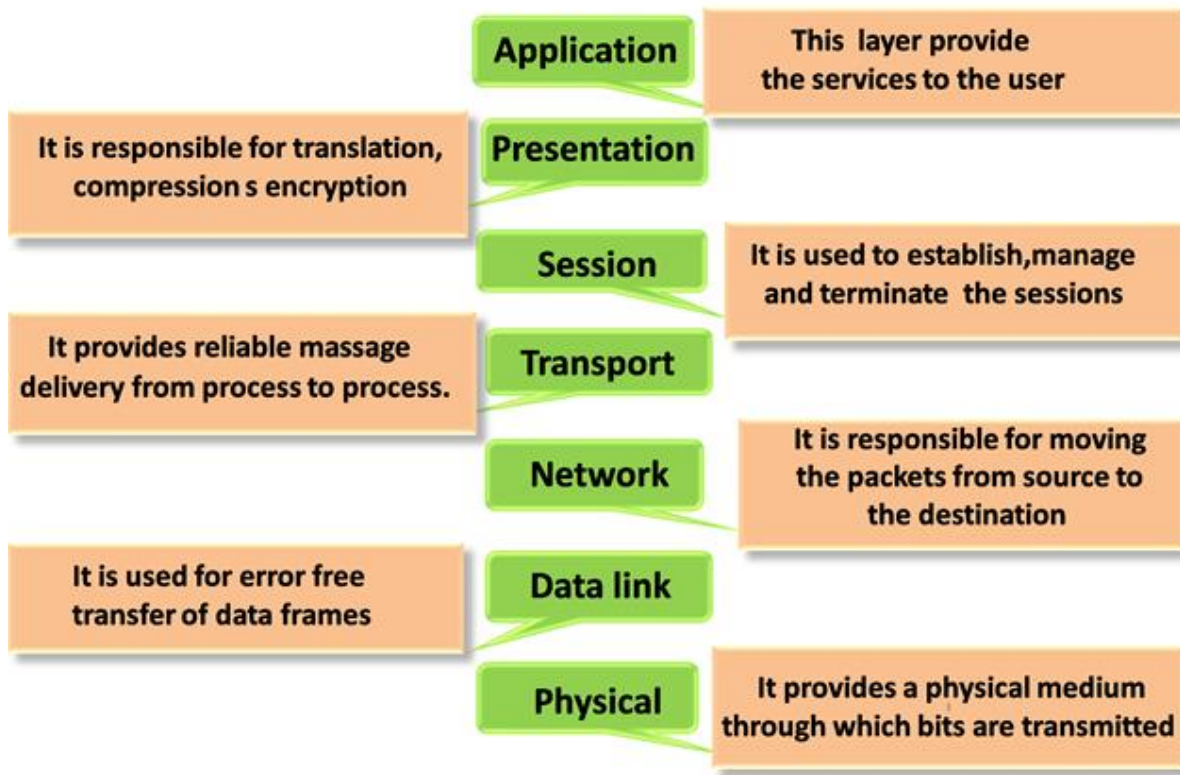 Application
This layer provide
the services to the user
Presentation
It is responsible for translation,
compression s encryption
Session
It is used to establish,manage
and terminate the sessions
Transport
It provides reliable massage
delivery from process to process.
Network
It is responsible for moving
the packets from source to
the destination
Data link
It is used for error free
transfer of data frames
Physical
It provides a physical medium
through which bits are transmitted